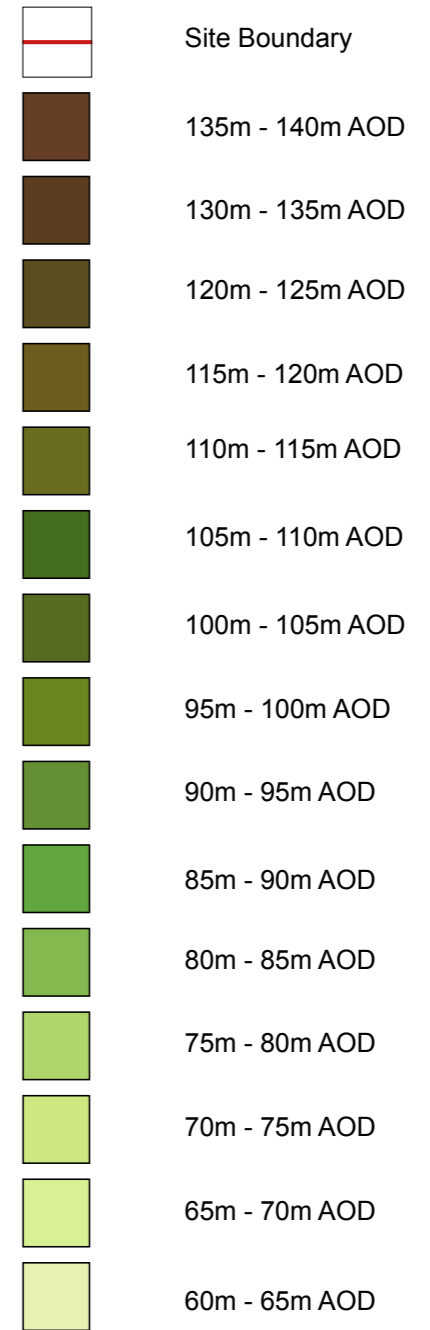 Site Boundary
135m - 140m AOD
130m - 135m AOD
120m - 125m AOD
115m - 120m AOD
110m - 115m AOD
105m - 110m AOD
100m - 105m AOD
95m - 100m AOD
90m - 95m AOD
85m - 90m AOD
80m - 85m AOD
75m - 80m AOD
70m - 75m AOD
65m - 70m AOD
60m - 65m AOD